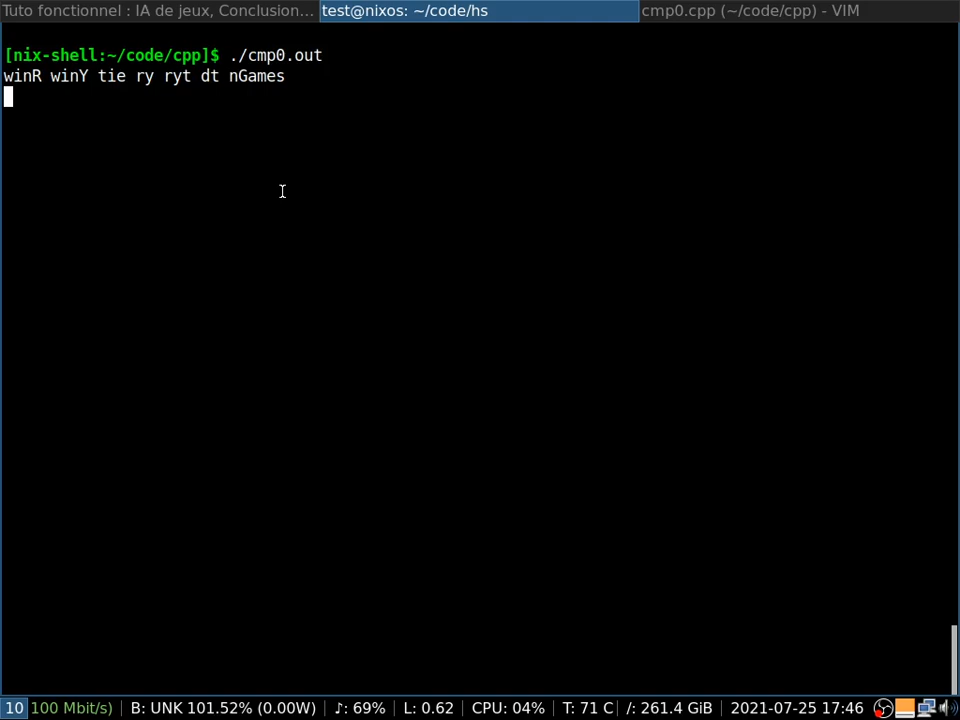 Tuto fonctionnel : IA de jeux, Conclusion... test@nixos: ~/code/hs cmp0.cpp (~/code/cpp) - VIM
[nix-shell:~/code/cpp]$ ./cmp0.out
winR winY tie ry ryt dt nGames
10 100 Mbit/s) | B: UNK 101.52% (0.00W) | ♪: 69% | L: 0.62 | CPU: 04% | T: 71 C | /: 261.4 GiB | 2021-07-25 17:46